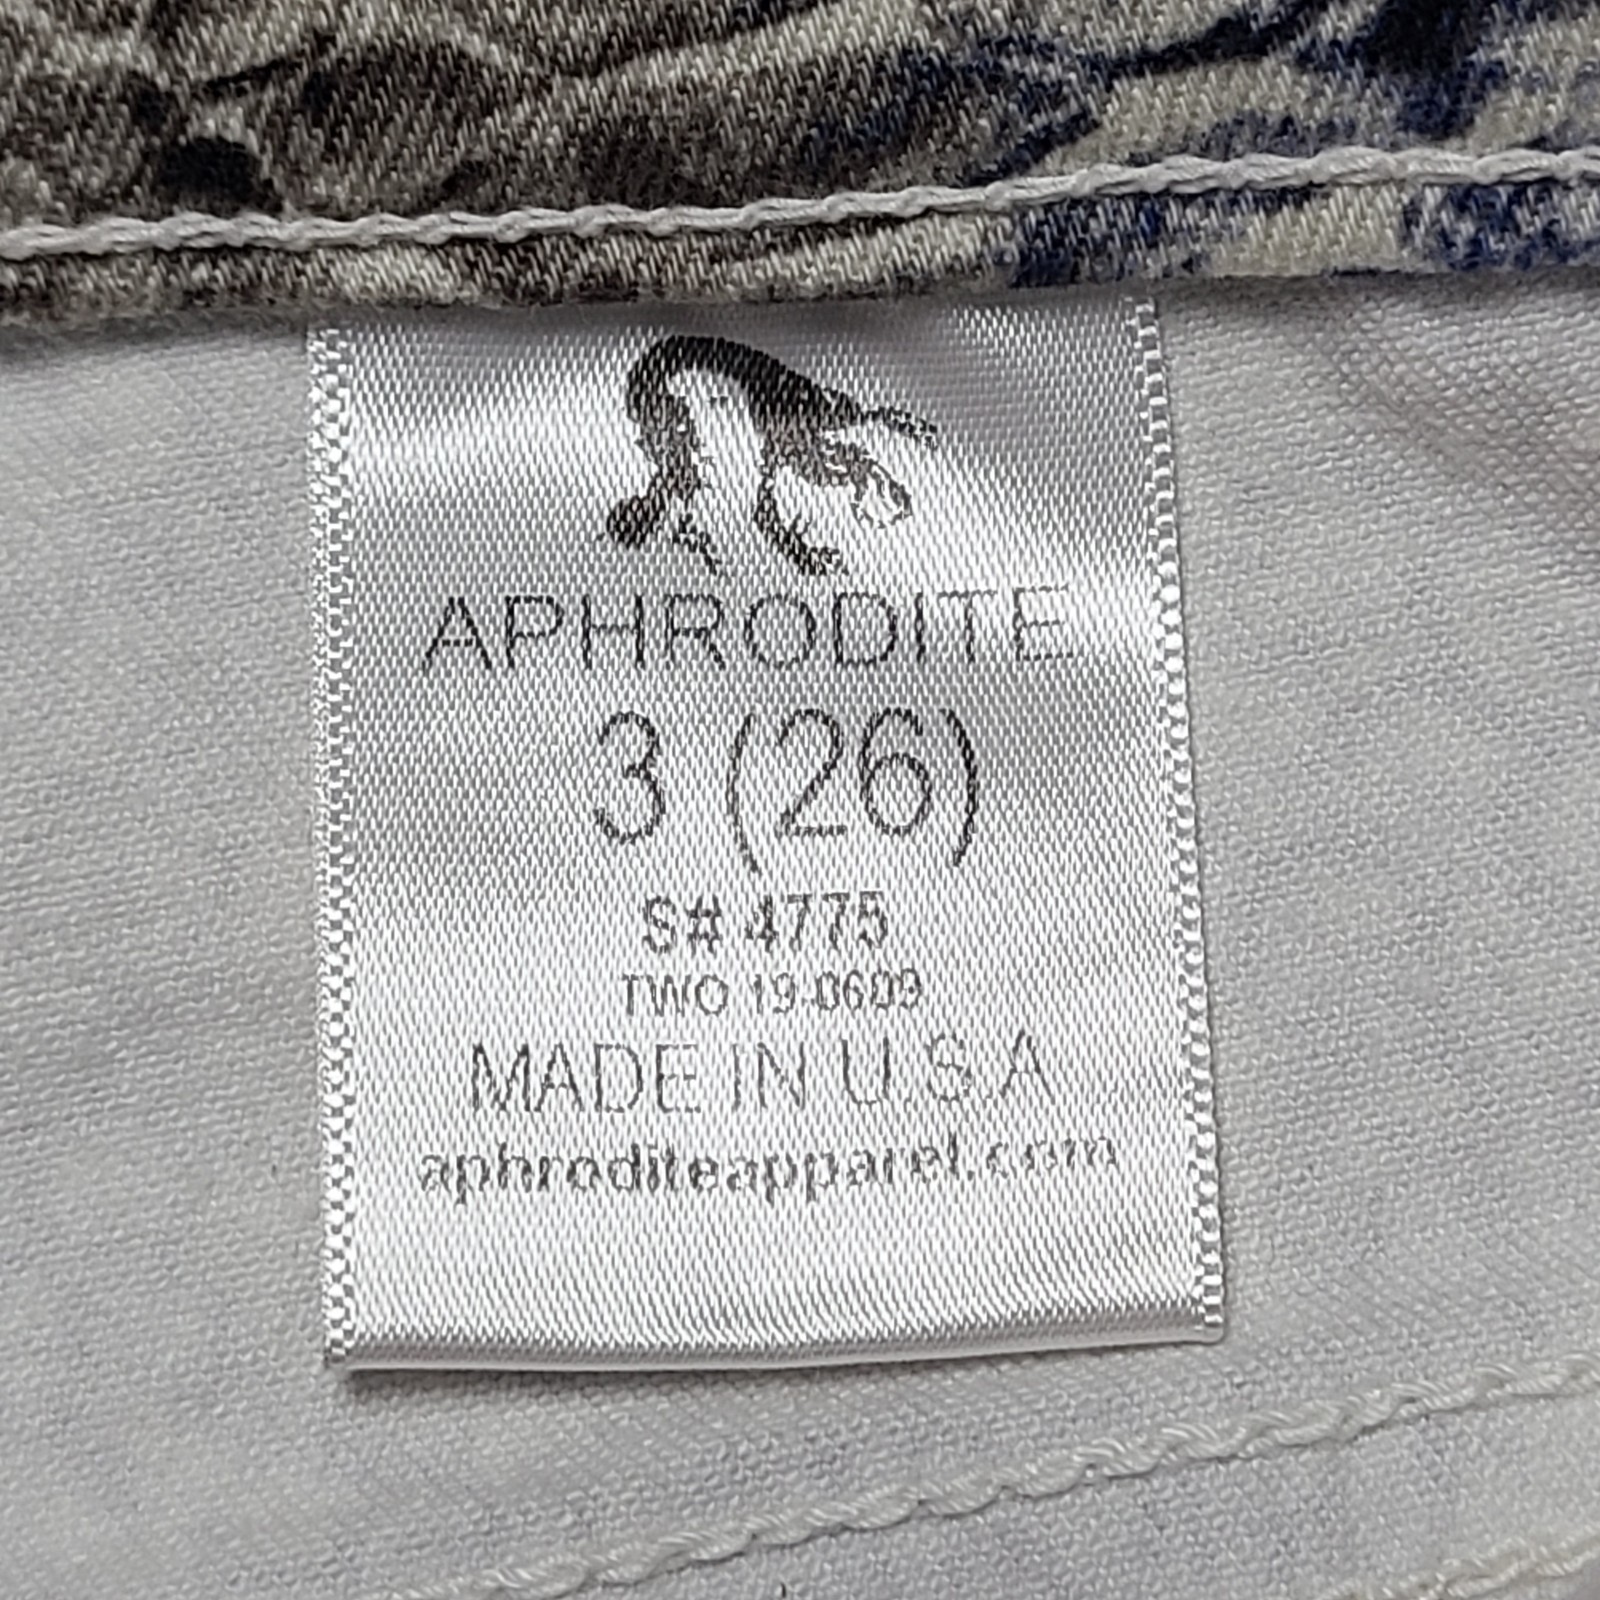 APHRODITE
3 (26)
S# 4775
TWO 19-0609
MADE IN U.S.A
aphroditeapparel.com